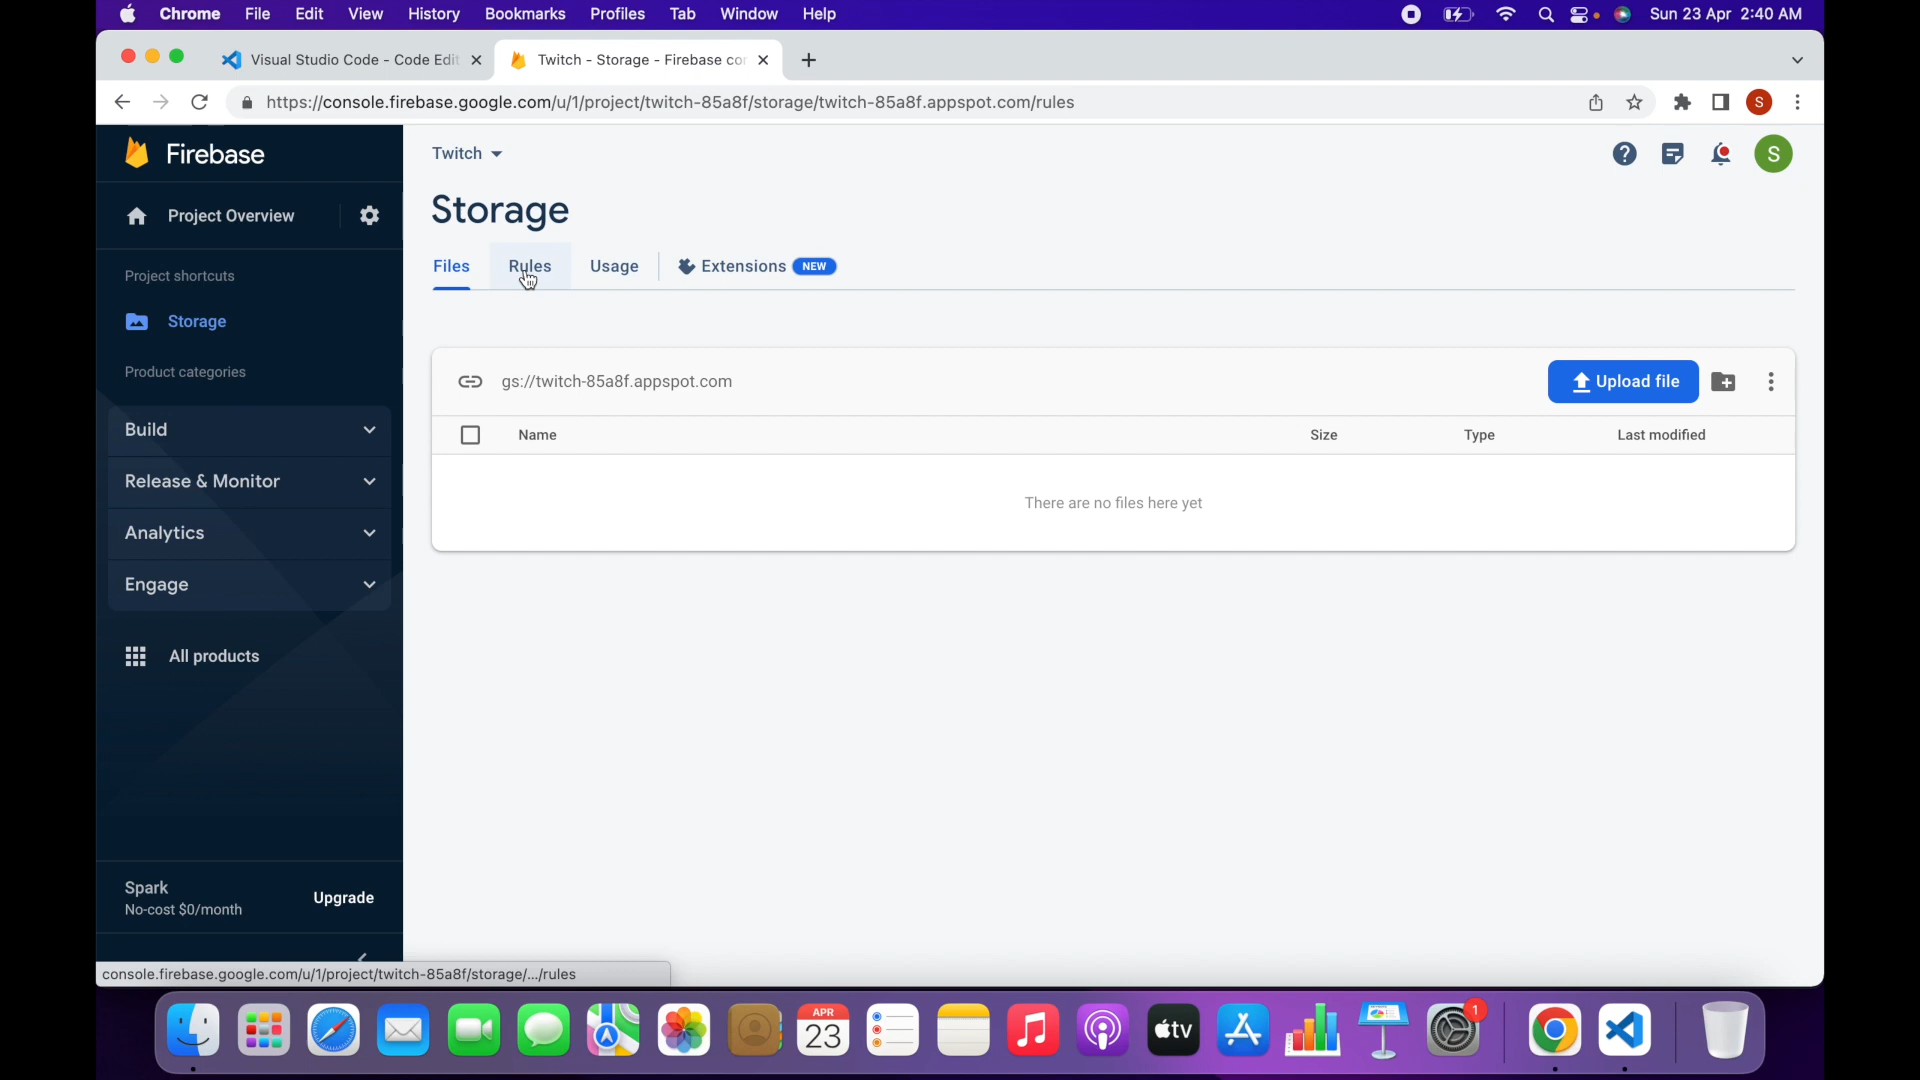 Chrome File Edit View History Bookmarks Profiles Tab Window Help Sun 23 Apr 2:40 AM
Visual Studio Code - Code Edit Twitch - Storage - Firebase con
https://console.firebase.google.com/u/1/project/twitch-85a8f/storage/twitch-85a8f.appspot.com/rules S
Firebase
Twitch
S
Project Overview
Storage
Files Rules Usage Extensions NEW
Project shortcuts
Storage
Product categories
gs://twitch-85a8f.appspot.com Upload file
Name Size Type Last modified
There are no files here yet
Build
Release & Monitor
Analytics
Engage
All products
Spark
No-cost $0/month
Upgrade
console.firebase.google.com/u/1/project/twitch-85a8f/storage/.../rules
APR
23
tv
1